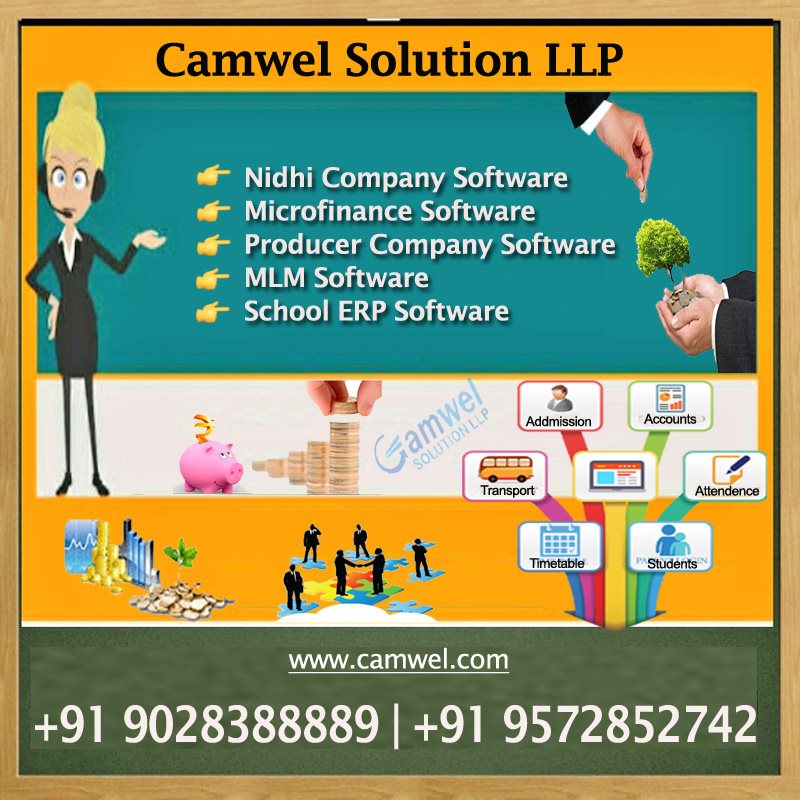 Camwel Solution LLP
Nidhi Company Software
Microfinance Software
Producer Company Software
MLM Software
School ERP Software
Camwel
SOLUTION LLP
Addmission
Accounts
Transport
Attendence
Timetable
Students
www.camwel.com
+91 9028388889 | +91 9572852742